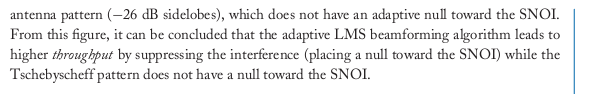 antenna pattern (−26 dB sidelobes), which does not have an adaptive null toward the SNOI.
From this figure, it can be concluded that the adaptive LMS beamforming algorithm leads to
higher throughput by suppressing the interference (placing a null toward the SNOI) while the
Tschebyscheff pattern does not have a null toward the SNOI.